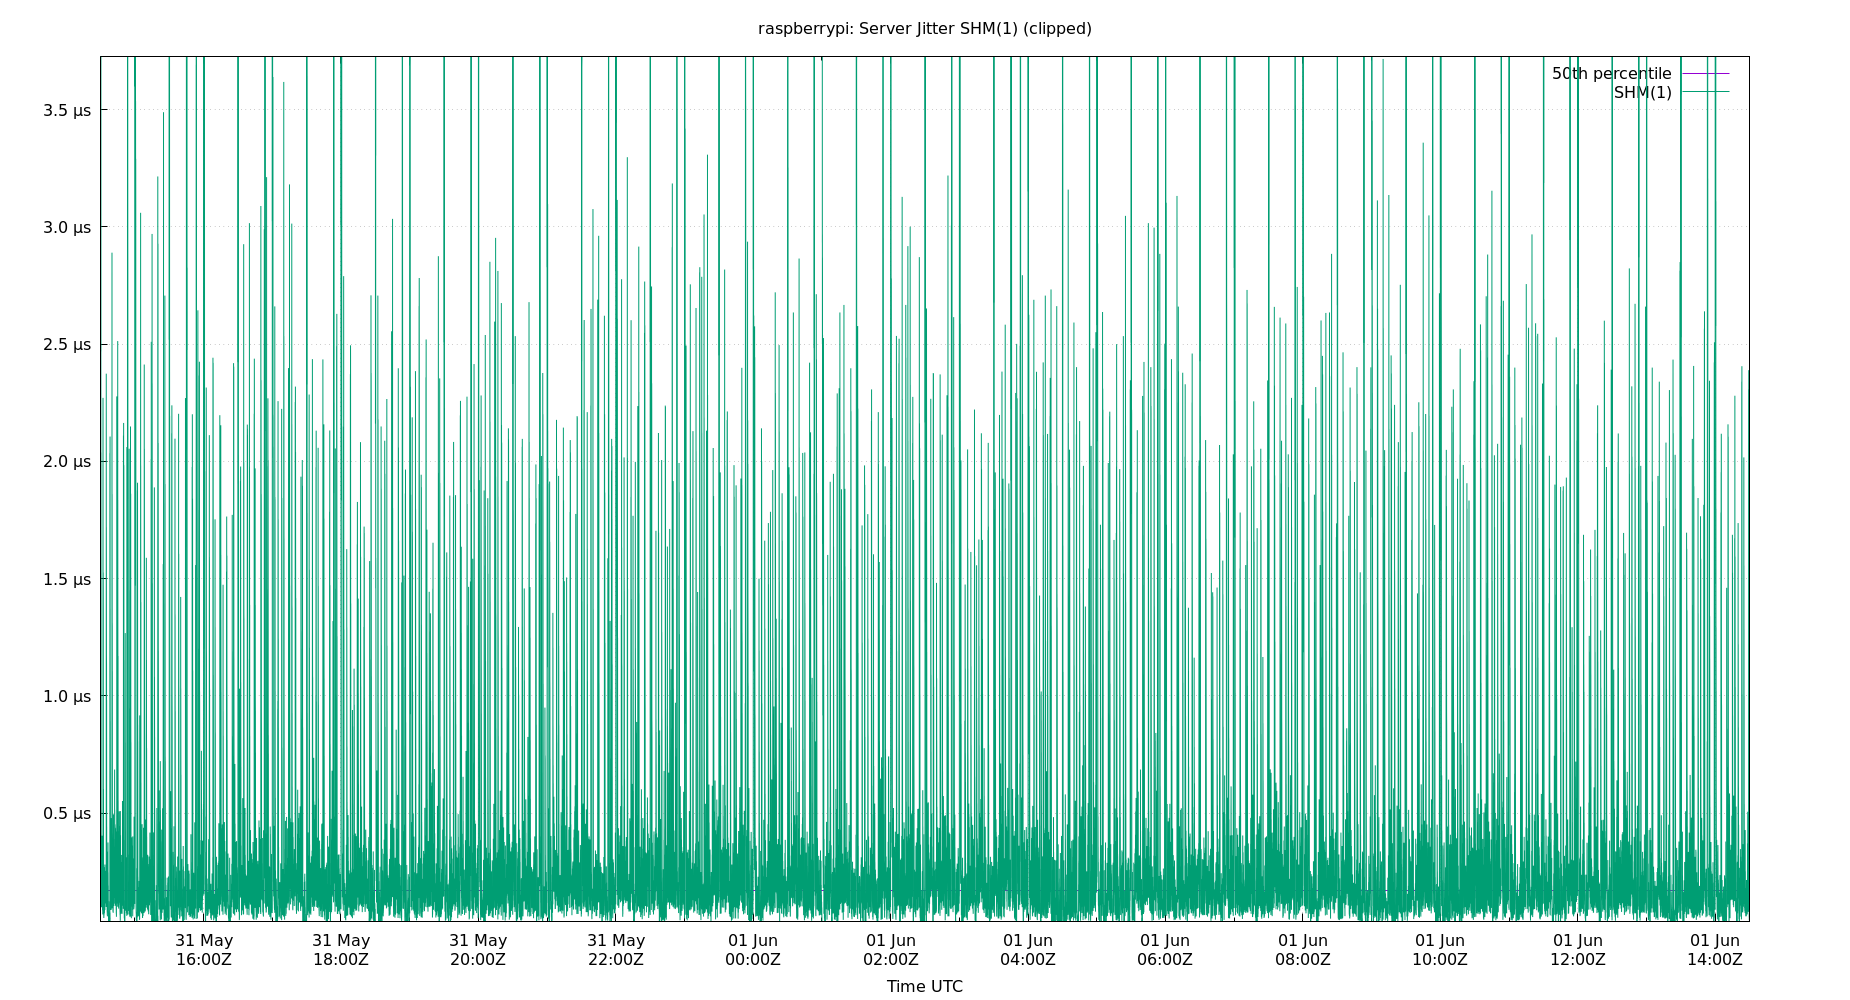 raspberrypi: Server Jitter SHM(1) (clipped)
50th percentile
SHM(1)
3.5 µs
3.0 µs
2.5 µs
2.0 µs
1.5 µs
1.0 µs
0.5 µs
31 May 31 May 31 May 31 May 01 Jun 01 Jun 01 Jun 01 Jun 01 Jun 01 Jun 01 Jun 01 Jun
16:00Z 18:00Z 20:00Z 22:00Z 00:00Z 02:00Z 04:00Z 06:00Z 08:00Z 10:00Z 12:00Z 14:00Z
Time UTC